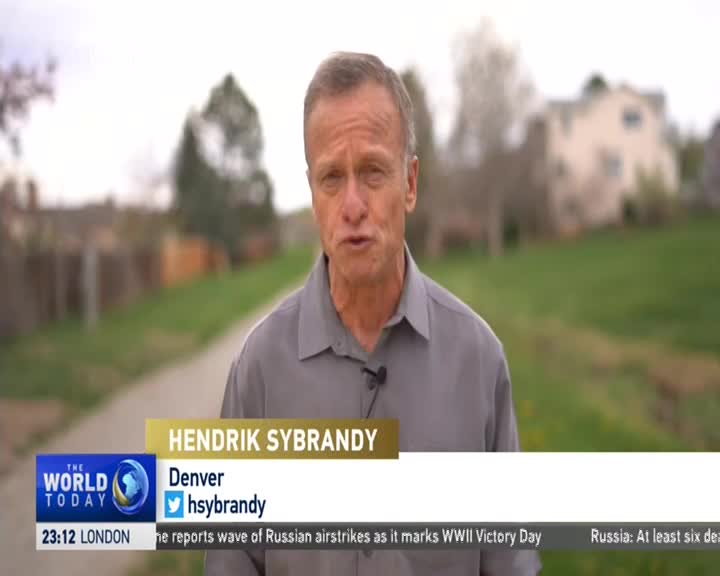 HENDRIK SYBRANDY
Denver
hsybrandy
THE
WORLD
TODAY
23:12 LONDON
ne reports wave of Russian airstrikes as it marks WWII Victory Day Russia: At least six dea